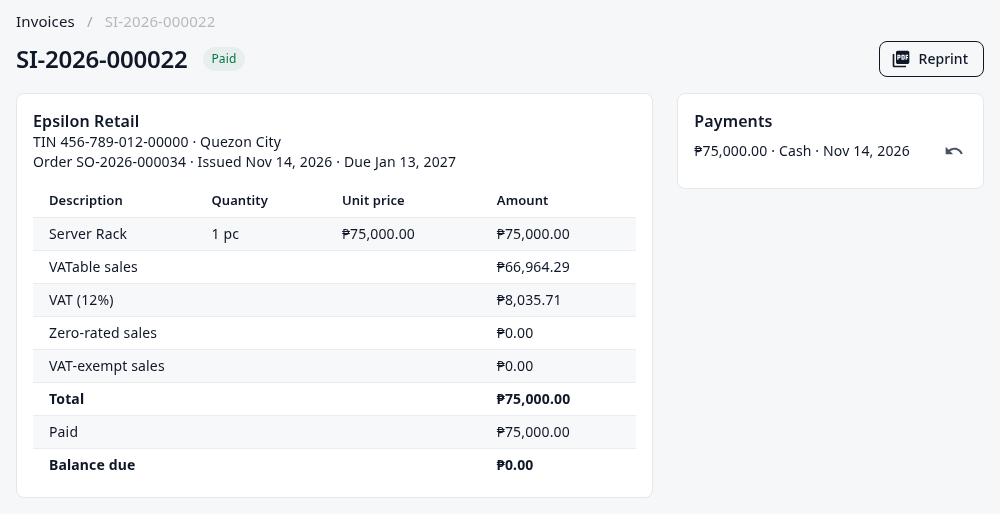 Invoices / SI-2026-000022
SI-2026-000022 Paid
PDF Reprint
Epsilon Retail
TIN 456-789-012-00000 · Quezon City
Order SO-2026-000034 · Issued Nov 14, 2026 · Due Jan 13, 2027
Description Quantity Unit price Amount
Server Rack 1 pc ₱75,000.00 ₱75,000.00
VATable sales ₱66,964.29
VAT (12%) ₱8,035.71
Zero-rated sales ₱0.00
VAT-exempt sales ₱0.00
Total ₱75,000.00
Paid ₱75,000.00
Balance due ₱0.00
Payments
₱75,000.00 · Cash · Nov 14, 2026